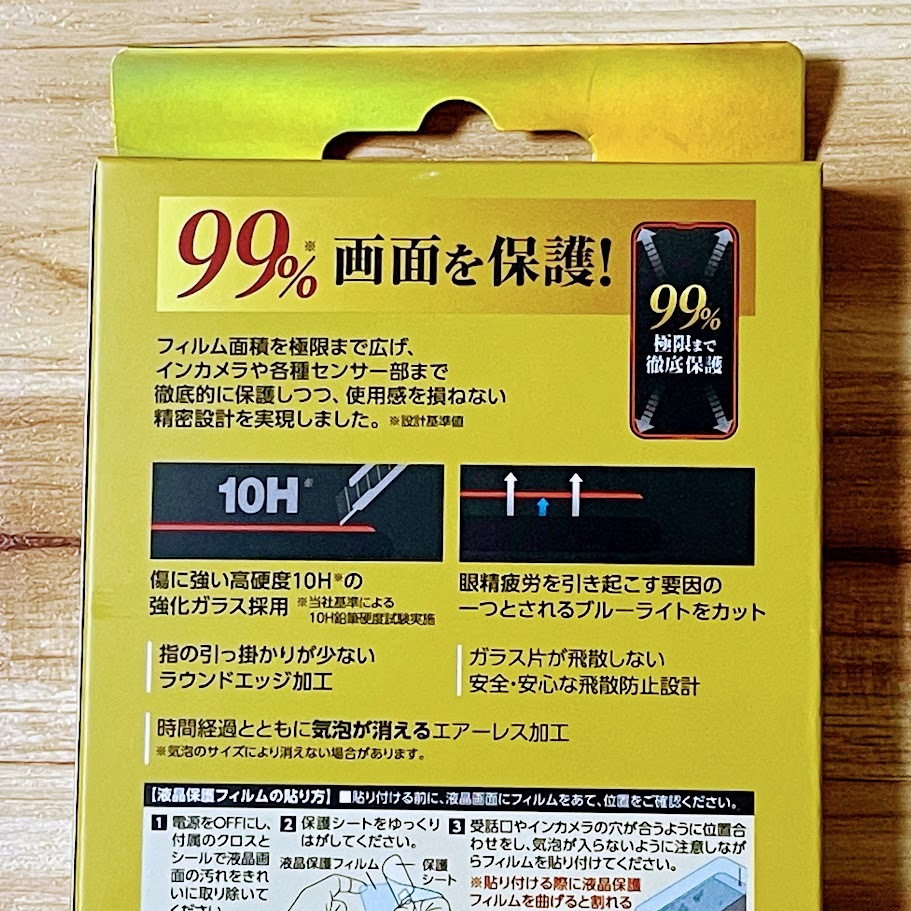 99%※画面を保護!
99%
極限まで
徹底保護
フィルム面積を極限まで広げ、
インカメラや各種センサー部まで
徹底的に保護しつつ、使用感を損ねない
精密設計を実現しました。※設計基準値
10H※
傷に強い高硬度10H※の
強化ガラス採用 ※当社基準による
10H鉛筆硬度試験実施
眼精疲労を引き起こす要因の
一つとされるブルーライトをカット
指の引っ掛かりが少ない
ラウンドエッジ加工
ガラス片が飛散しない
安全・安心な飛散防止設計
時間経過とともに気泡が消えるエアーレス加工
※気泡のサイズにより消えない場合があります。
【液晶保護フィルムの貼り方】■貼り付ける前に、液晶画面にフィルムをあて、位置をご確認ください。
1 電源をOFFにし、
付属のクロスと
シールで液晶画
面の汚れをきれ
いに取り除いて
ください。
2 保護シートをゆっくり
はがしてください。
液晶保護フィルム
保護
シート
3 受話口やインカメラの穴が合うように位置合
わせをし、気泡が入らないように注意しなが
らフィルムを貼り付けてください。
※貼り付ける際に液晶保護
フィルムを曲げると割れる